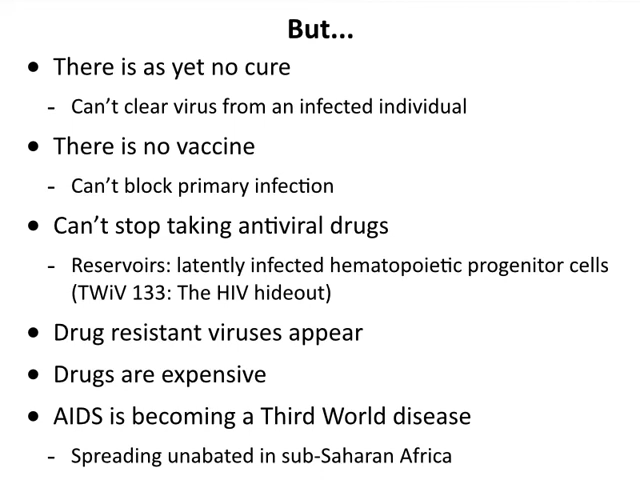 But...
• There is as yet no cure
- Can't clear virus from an infected individual
• There is no vaccine
- Can't block primary infection
• Can't stop taking antiviral drugs
- Reservoirs: latently infected hematopoietic progenitor cells
(TWiV 133: The HIV hideout)
• Drug resistant viruses appear
• Drugs are expensive
• AIDS is becoming a Third World disease
- Spreading unabated in sub-Saharan Africa